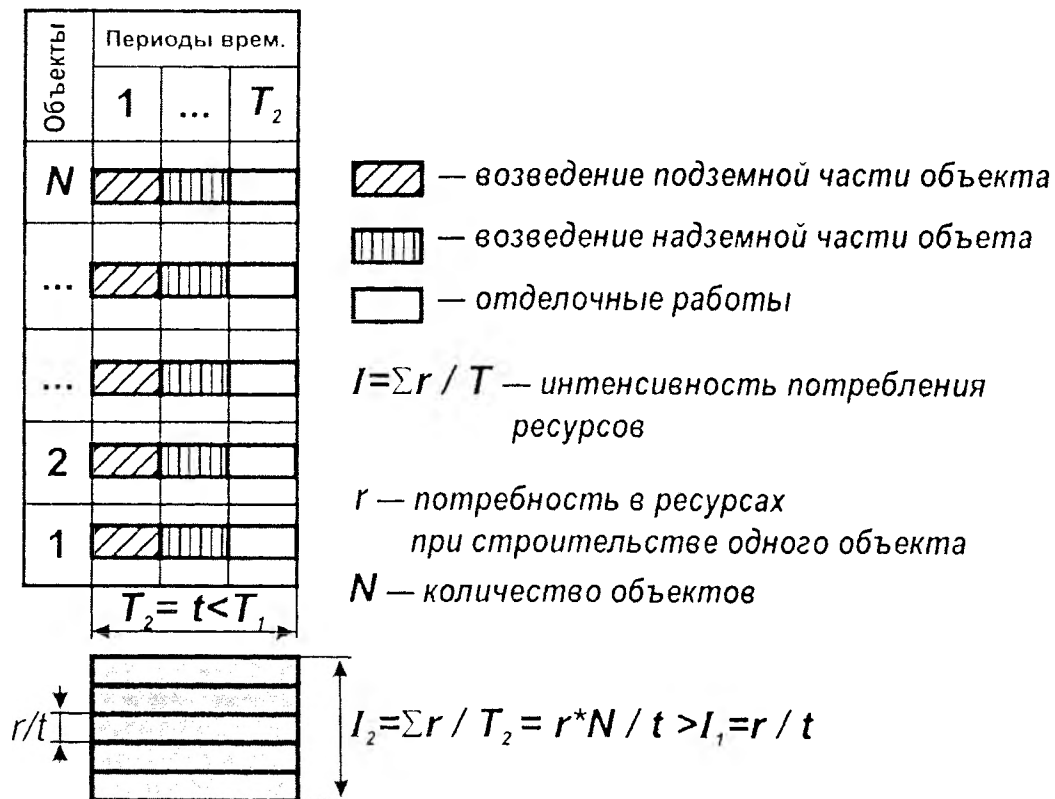 Объекты
Периоды врем.
1 ... T₂
N
...
...
2
1
T₂= t<T₁
r/t
— возведение подземной части объекта
— возведение надземной части объета
— отделочные работы
I=Σr / T — интенсивность потребления
ресурсов
r — потребность в ресурсах
при строительстве одного объекта
N — количество объектов
I₂=Σr / T₂= r*N / t >I₁=r / t